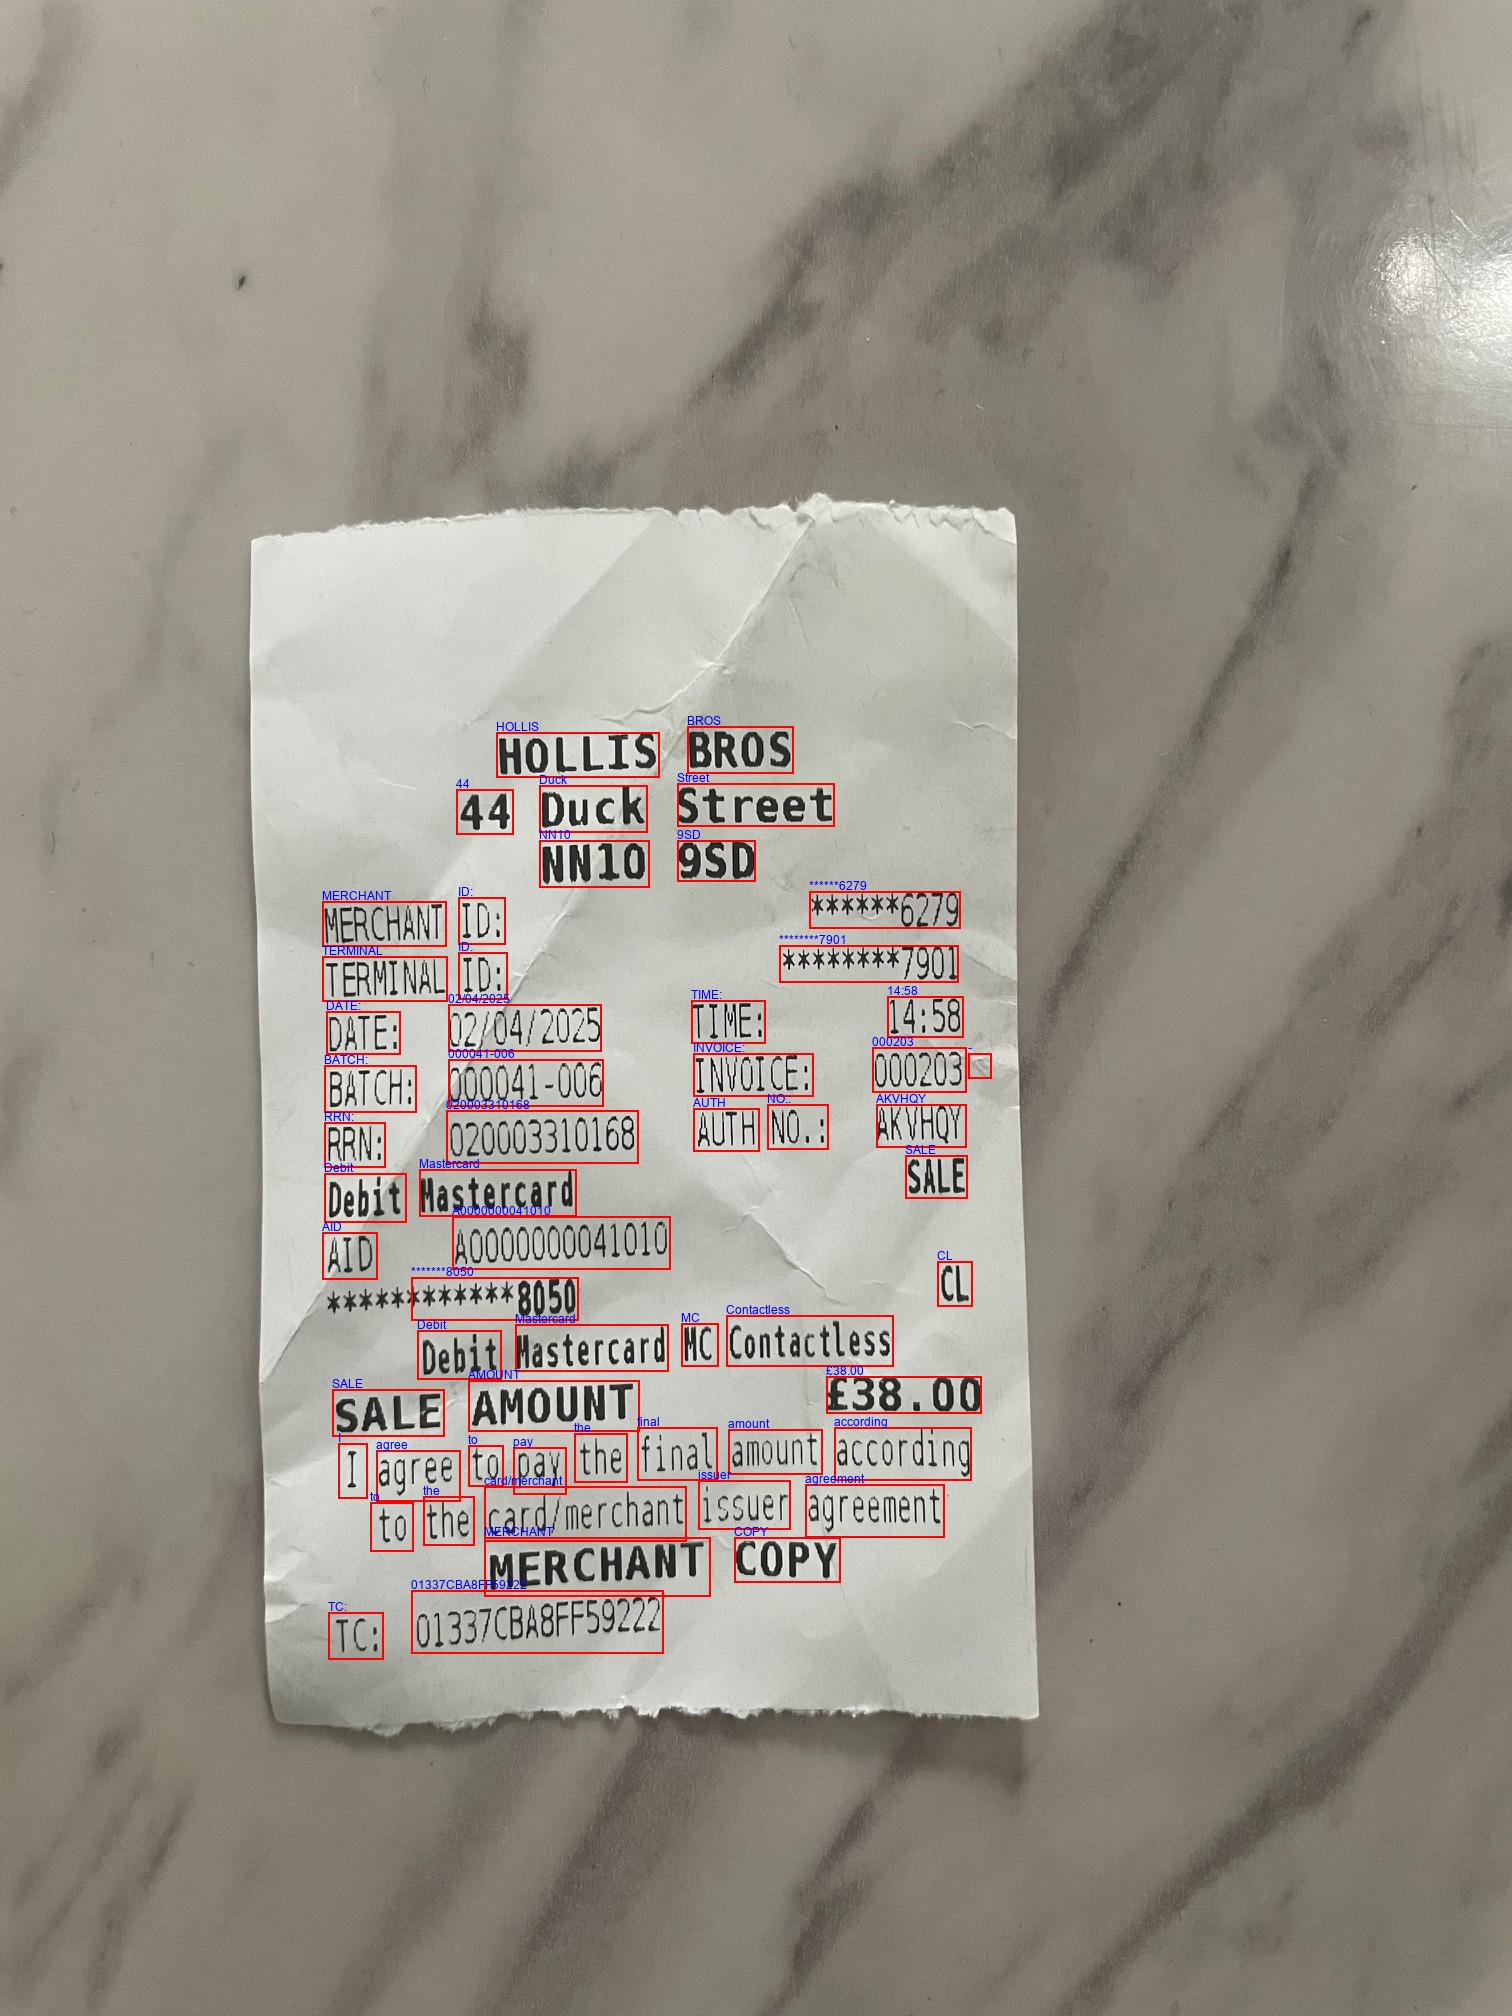 HOLLIS BROS
44 Duck Street
NN10 9SD
MERCHANT ID: ******6279
TERMINAL ID: ********7901
DATE: 02/04/2025 TIME: 14:58
BATCH: 000041-006 INVOICE: 000203
RRN: 020003310168 AUTH NO.: AKVHQY
Debit Mastercard SALE
AID A0000000041010
************8050 CL
Debit Mastercard MC Contactless
SALE AMOUNT £38.00
I agree to pay the final amount according
to the card/merchant issuer agreement
MERCHANT COPY
TC: 01337CBA8FF59222